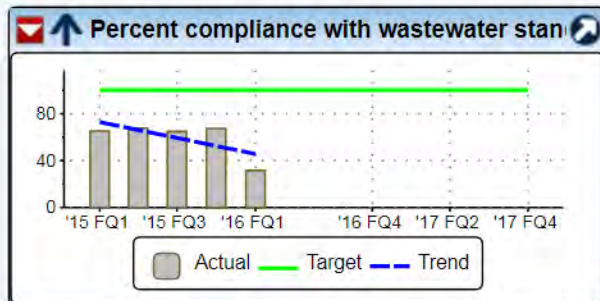 Percent compliance with wastewater stan
80
40
0
'15 FQ1 '15 FQ3 '16 FQ1 '16 FQ4 '17 FQ2 '17 FQ4
Actual Target Trend